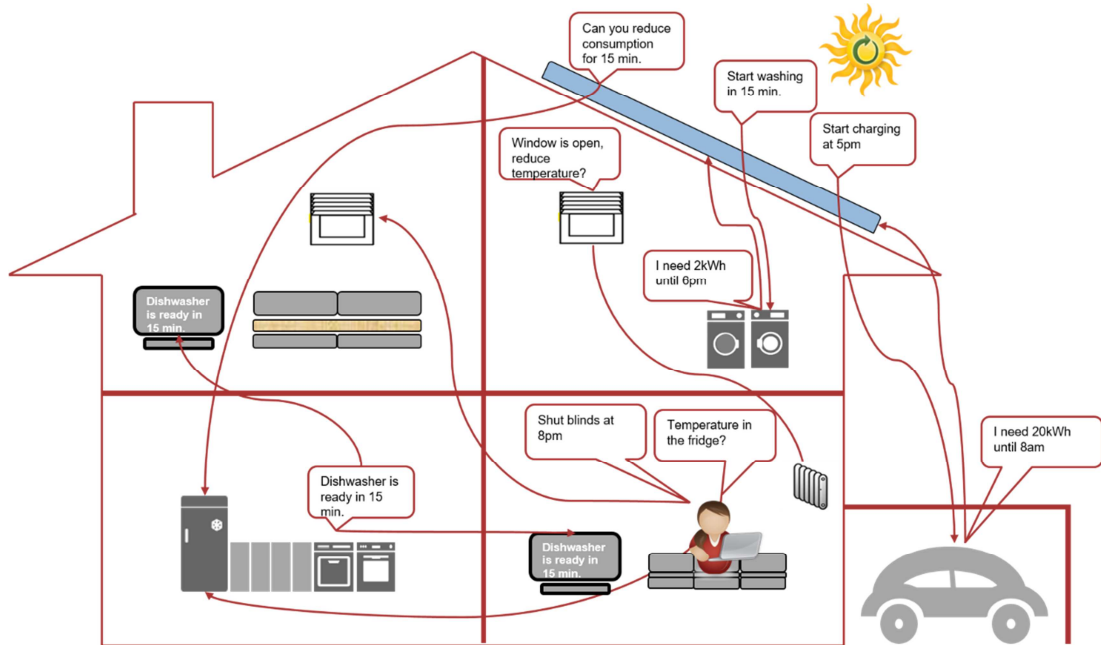 Can you reduce
consumption
for 15 min.
Start washing
in 15 min.
Start charging
at 5pm
Window is open,
reduce
temperature?
I need 2kWh
until 6pm
Dishwasher
is ready in
15 min.
Shut blinds at
8pm
Temperature in
the fridge?
I need 20kWh
until 8am
Dishwasher is
ready in 15
min.
Dishwasher
is ready in
15 min.